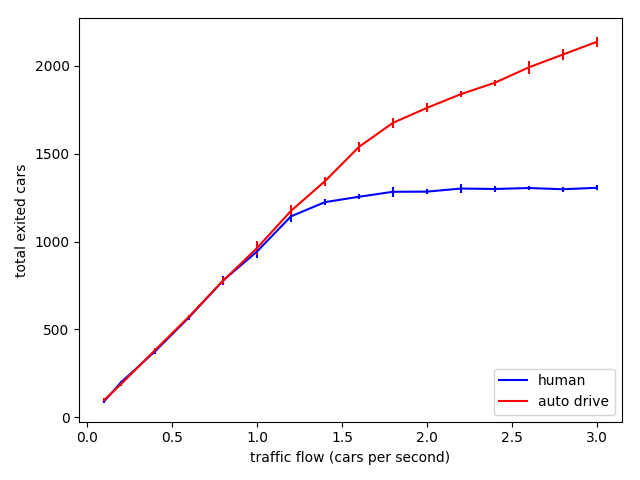 total exited cars
2000
1500
1000
500
0
0.0 0.5 1.0 1.5 2.0 2.5 3.0
traffic flow (cars per second)
human
auto drive